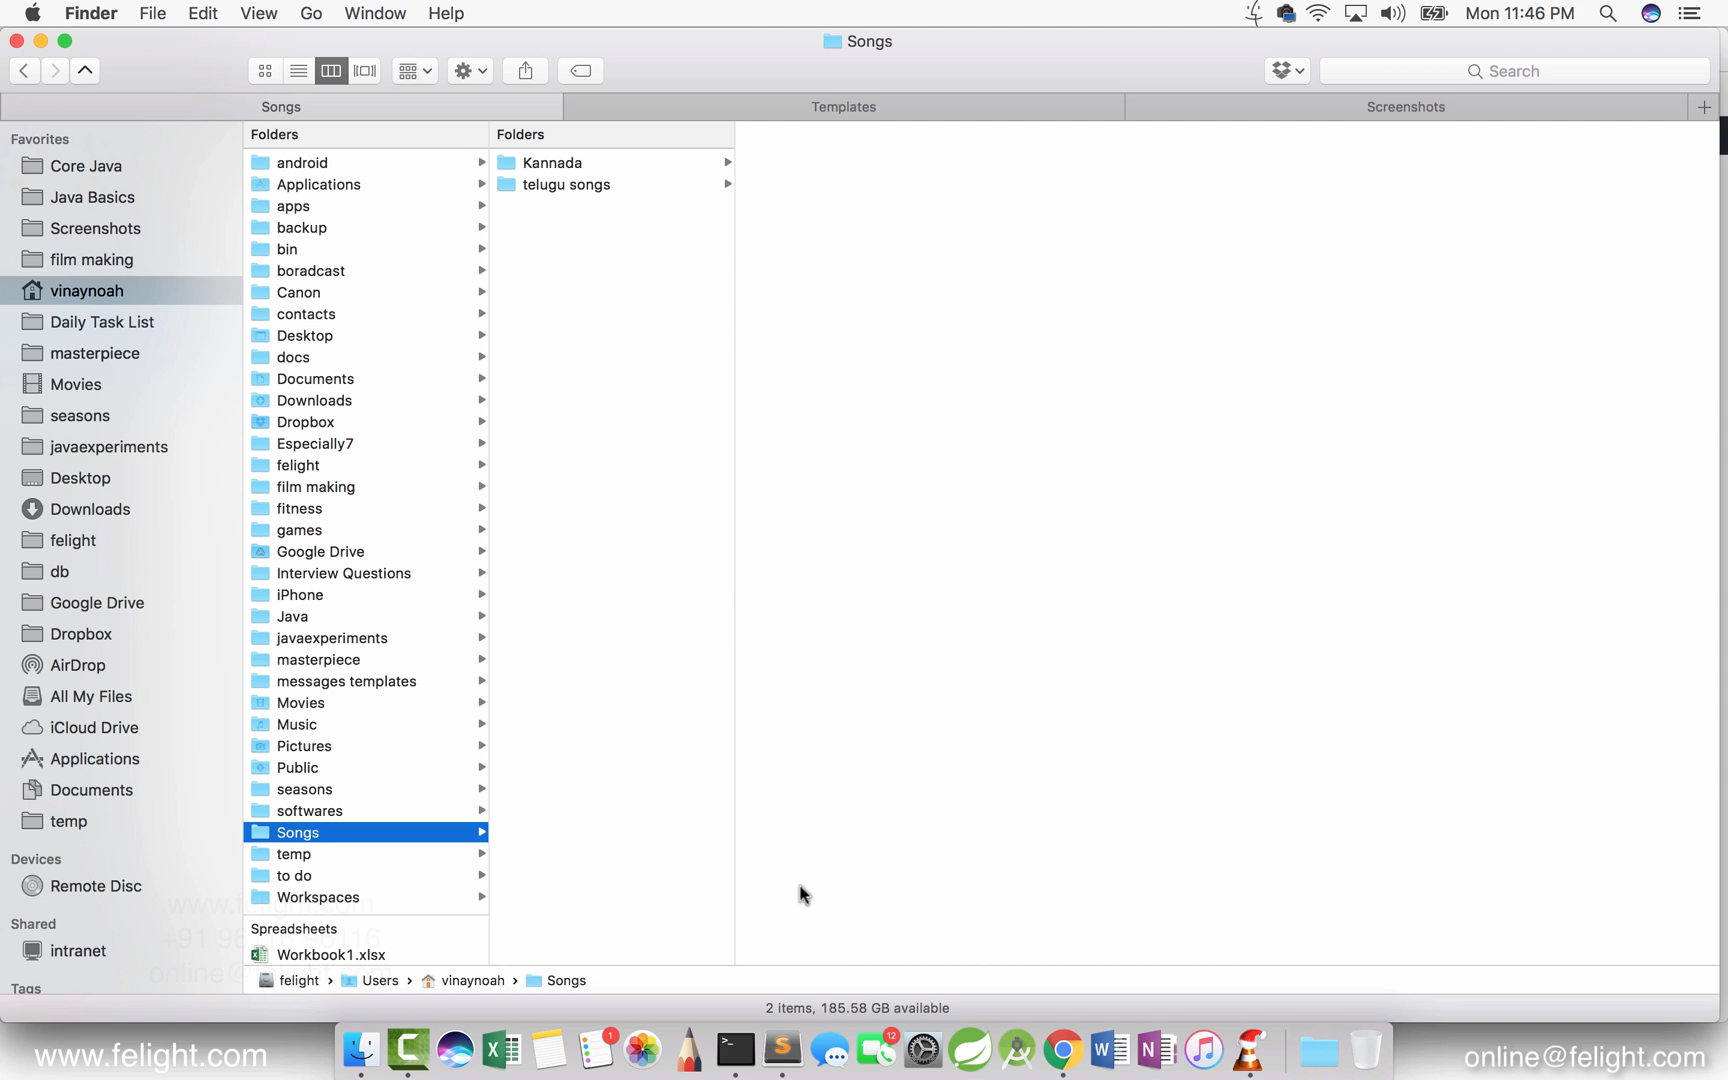 Finder File Edit View Go Window Help Mon 11:46 PM
Songs
Search
Songs Templates Screenshots
Favorites
Core Java
Java Basics
Screenshots
film making
vinaynoah
Daily Task List
masterpiece
Movies
seasons
javaexperiments
Desktop
Downloads
felight
db
Google Drive
Dropbox
AirDrop
All My Files
iCloud Drive
Applications
Documents
temp
Devices
Remote Disc
Shared
intranet
Tags
Folders
android
Applications
apps
backup
bin
boradcast
Canon
contacts
Desktop
docs
Documents
Downloads
Dropbox
Especially7
felight
film making
fitness
games
Google Drive
Interview Questions
iPhone
Java
javaexperiments
masterpiece
messages templates
Movies
Music
Pictures
Public
seasons
softwares
Songs
temp
to do
Workspaces
Spreadsheets
Workbook1.xlsx
Folders
Kannada
telugu songs
felight › Users › vinaynoah › Songs
2 items, 185.58 GB available
1
12
www.felight.com
online@felight.com